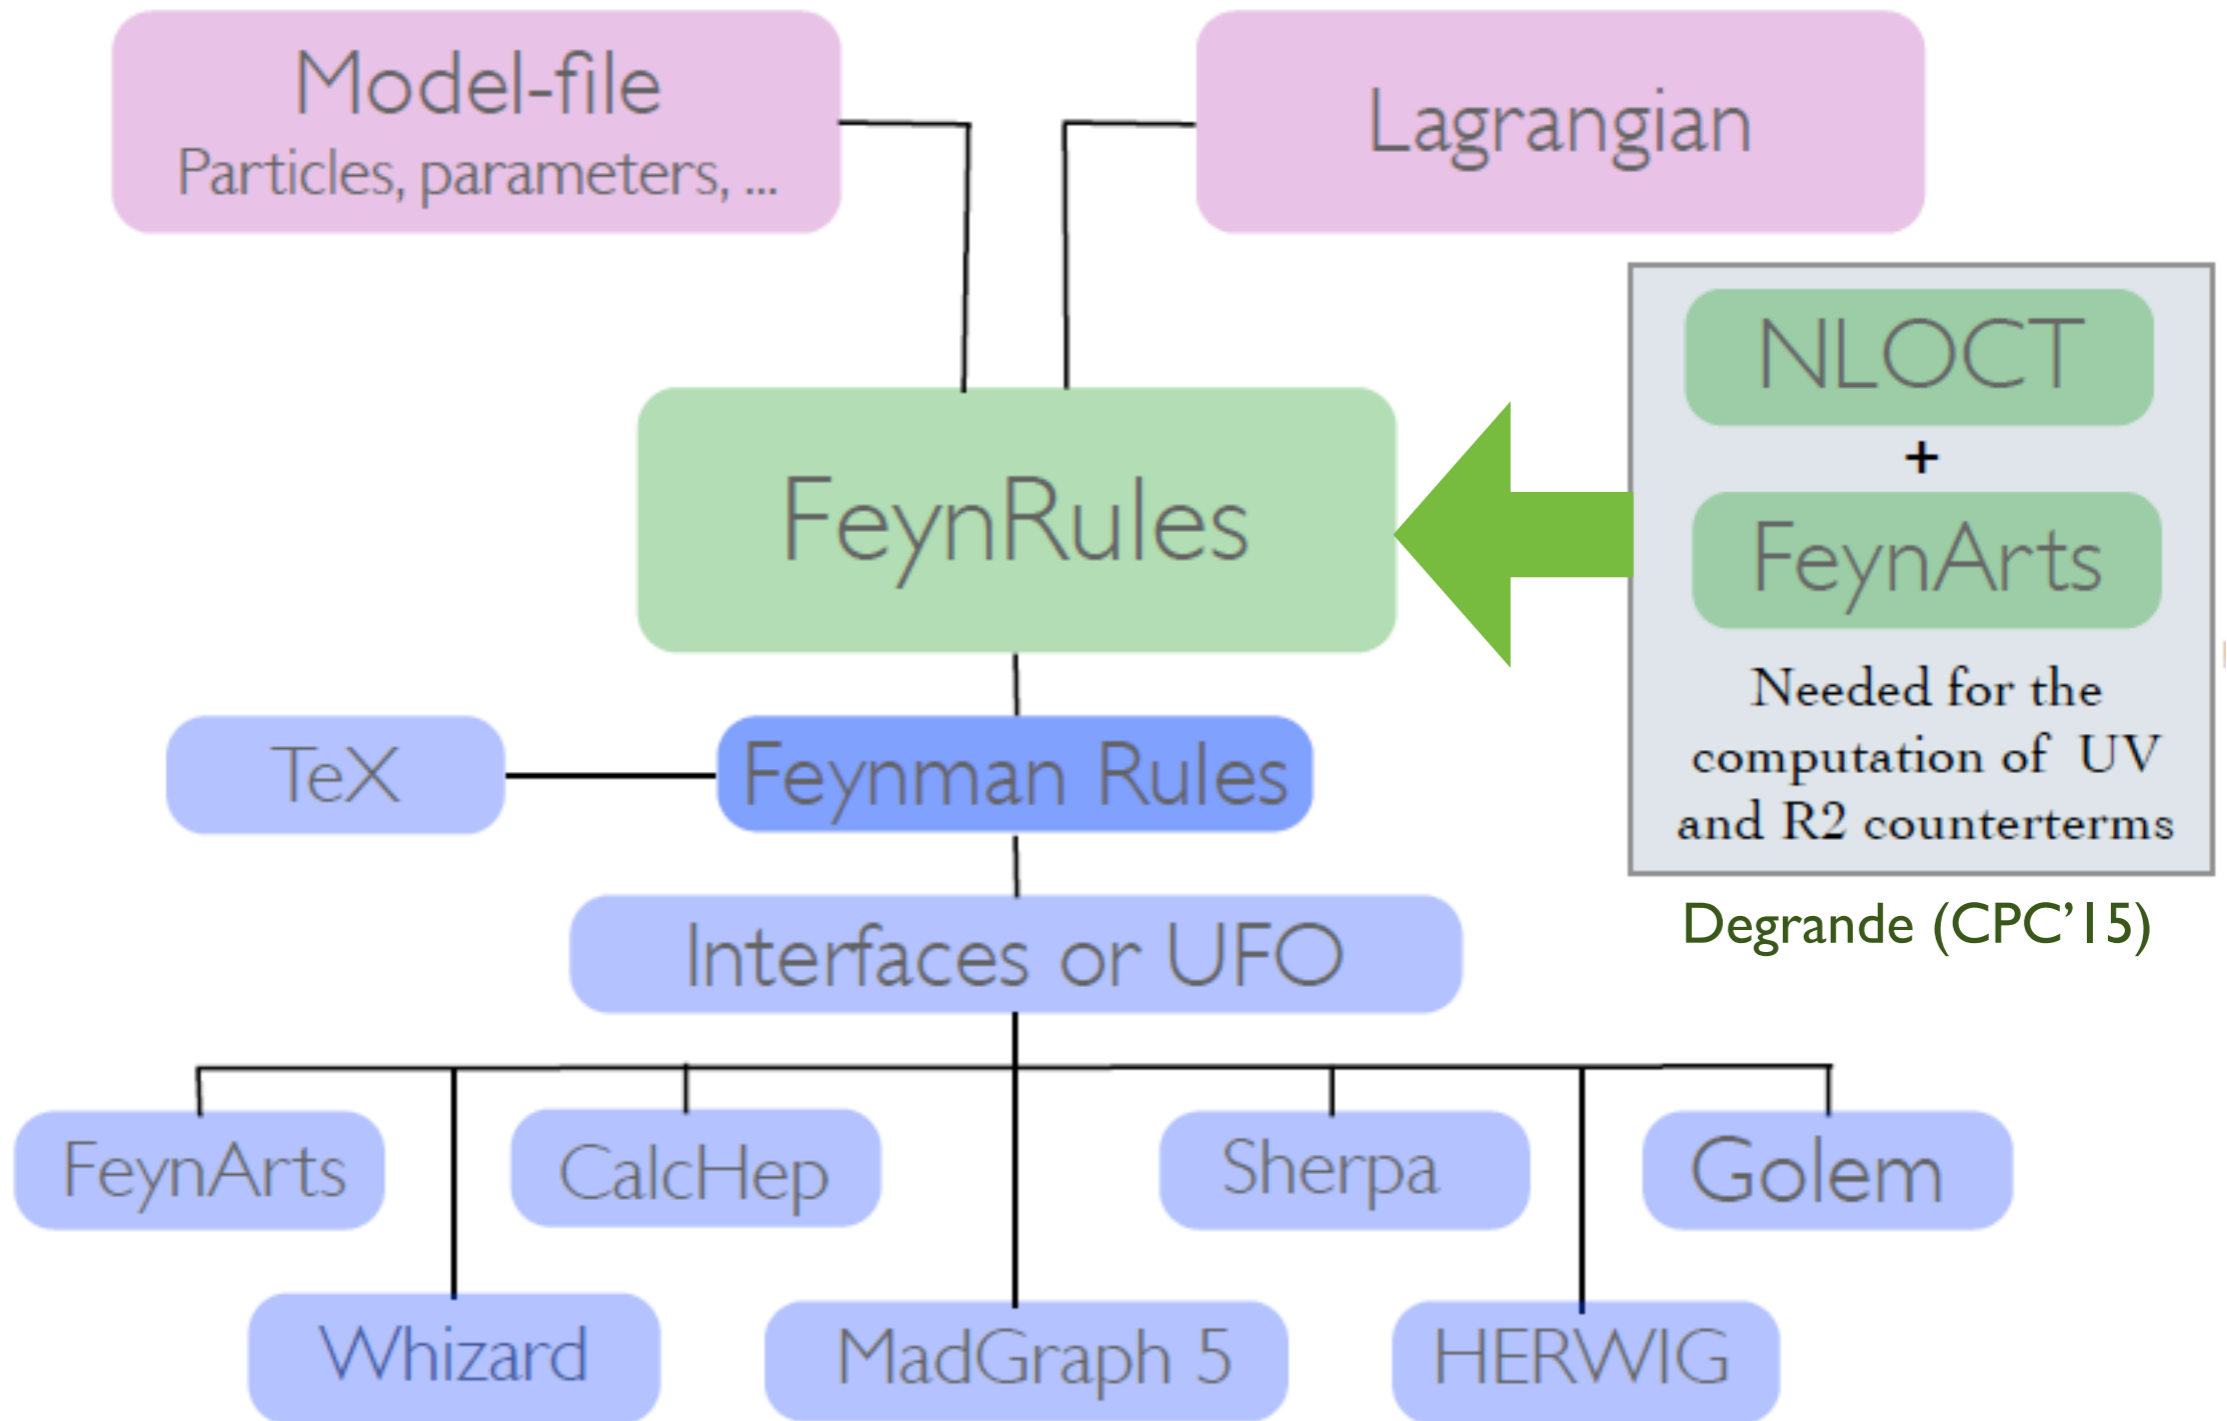 Model-file
Particles, parameters, ...
Lagrangian
NLOCT
+
FeynArts
Needed for the
computation of UV
and R2 counterterms
Degrande (CPC'15)
FeynRules
TeX
Feynman Rules
Interfaces or UFO
FeynArts
CalcHep
Sherpa
Golem
Whizard
MadGraph 5
HERWIG